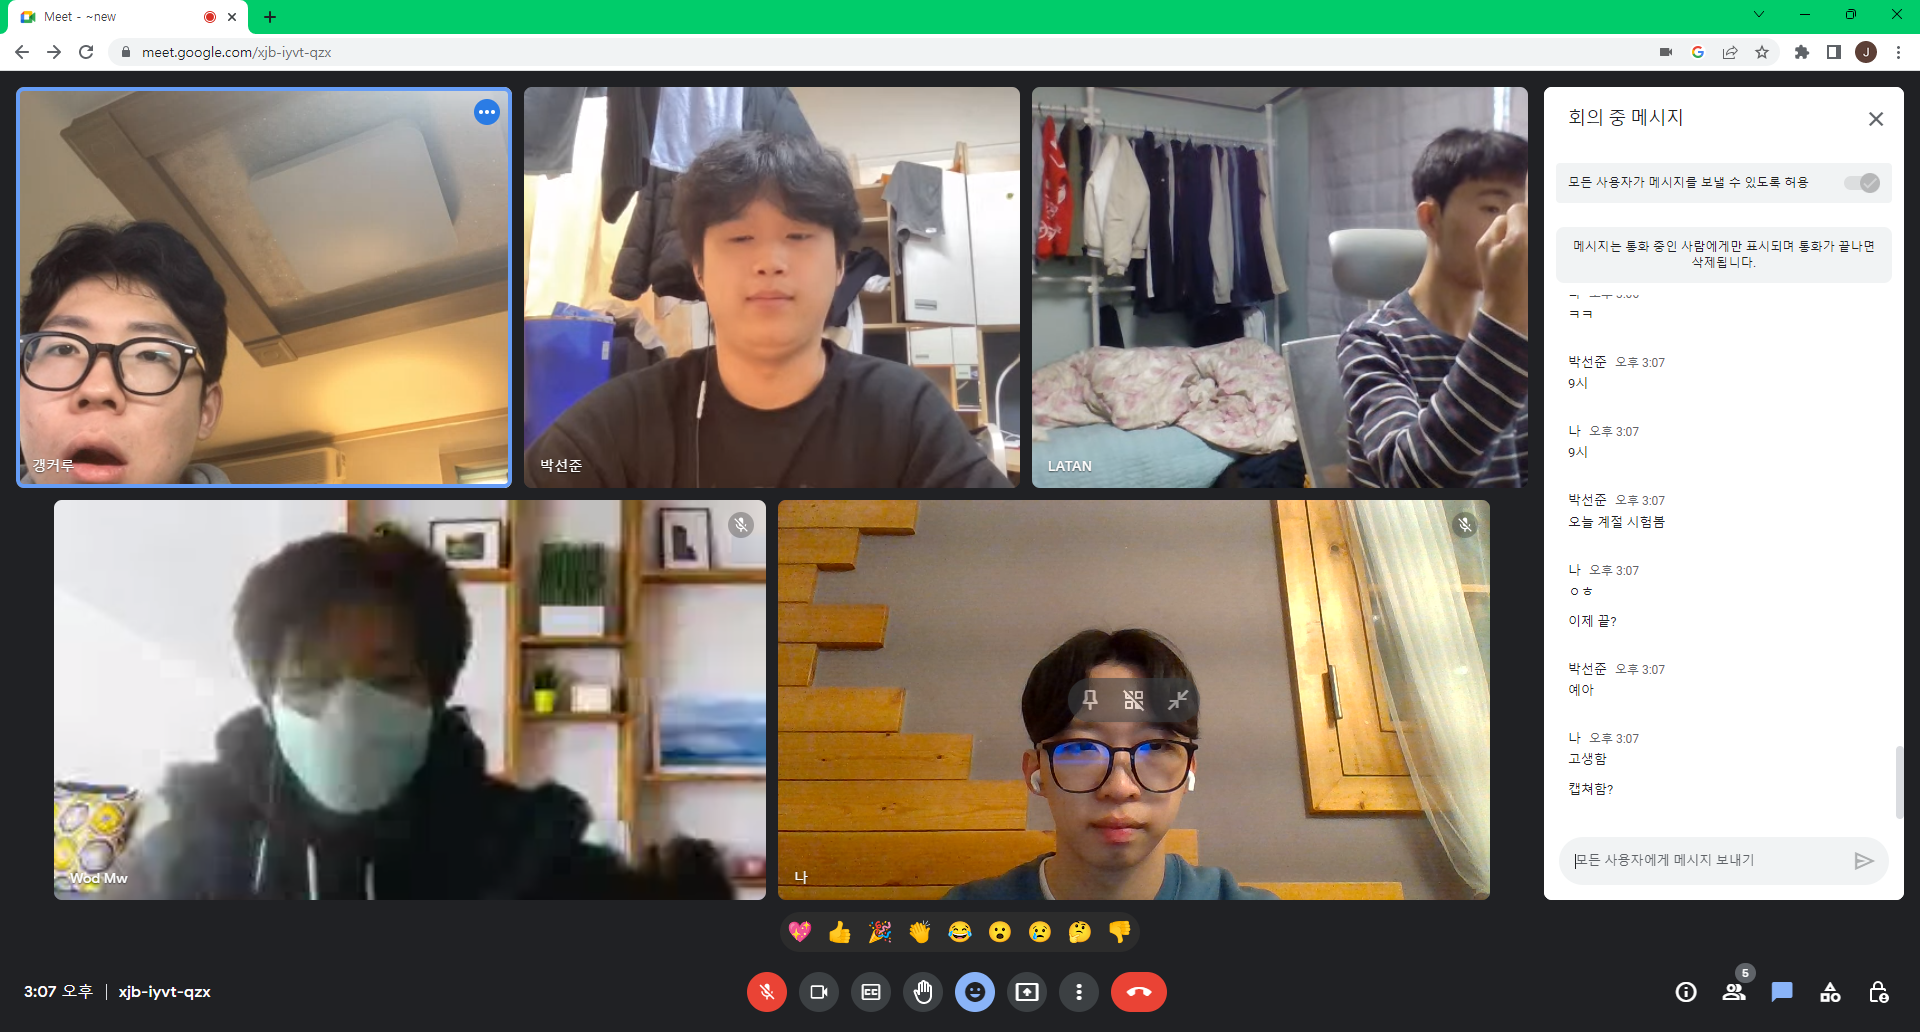 Meet - ~new
meet.google.com/xjb-iyvt-qzx
J
갱커루
박선준
LATAN
Wod Mw
나
회의 중 메시지
모든 사용자가 메시지를 보낼 수 있도록 허용
메시지는 통화 중인 사람에게만 표시되며 통화가 끝나면
삭제됩니다.
ㅋㅋ
박선준 오후 3:07
9시
나 오후 3:07
9시
박선준 오후 3:07
오늘 계절 시험봄
나 오후 3:07
ㅇㅎ
이제 끝?
박선준 오후 3:07
예아
나 오후 3:07
고생함
캡쳐함?
모든 사용자에게 메시지 보내기
3:07 오후 | xjb-iyvt-qzx
CC
5